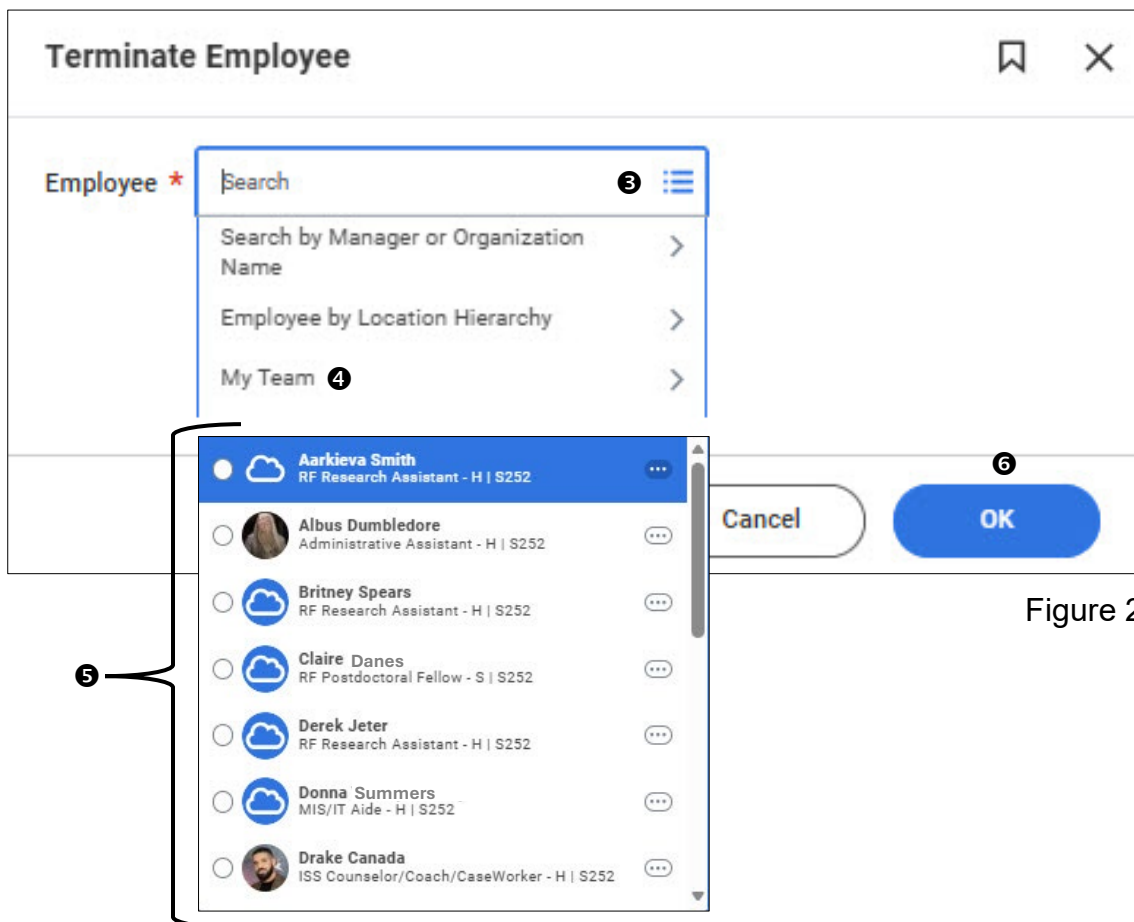 Terminate Employee
Employee *
Search ❸
Search by Manager or Organization
Name
Employee by Location Hierarchy
My Team ❹
Aarkieva Smith
RF Research Assistant - H | S252
Albus Dumbledore
Administrative Assistant - H | S252
Britney Spears
RF Research Assistant - H | S252
Claire Danes
RF Postdoctoral Fellow - S | S252
Derek Jeter
RF Research Assistant - H | S252
Donna Summers
MIS/IT Aide - H | S252
Drake Canada
ISS Counselor/Coach/CaseWorker - H | S252
❺
Cancel
❻
OK
Figure 2